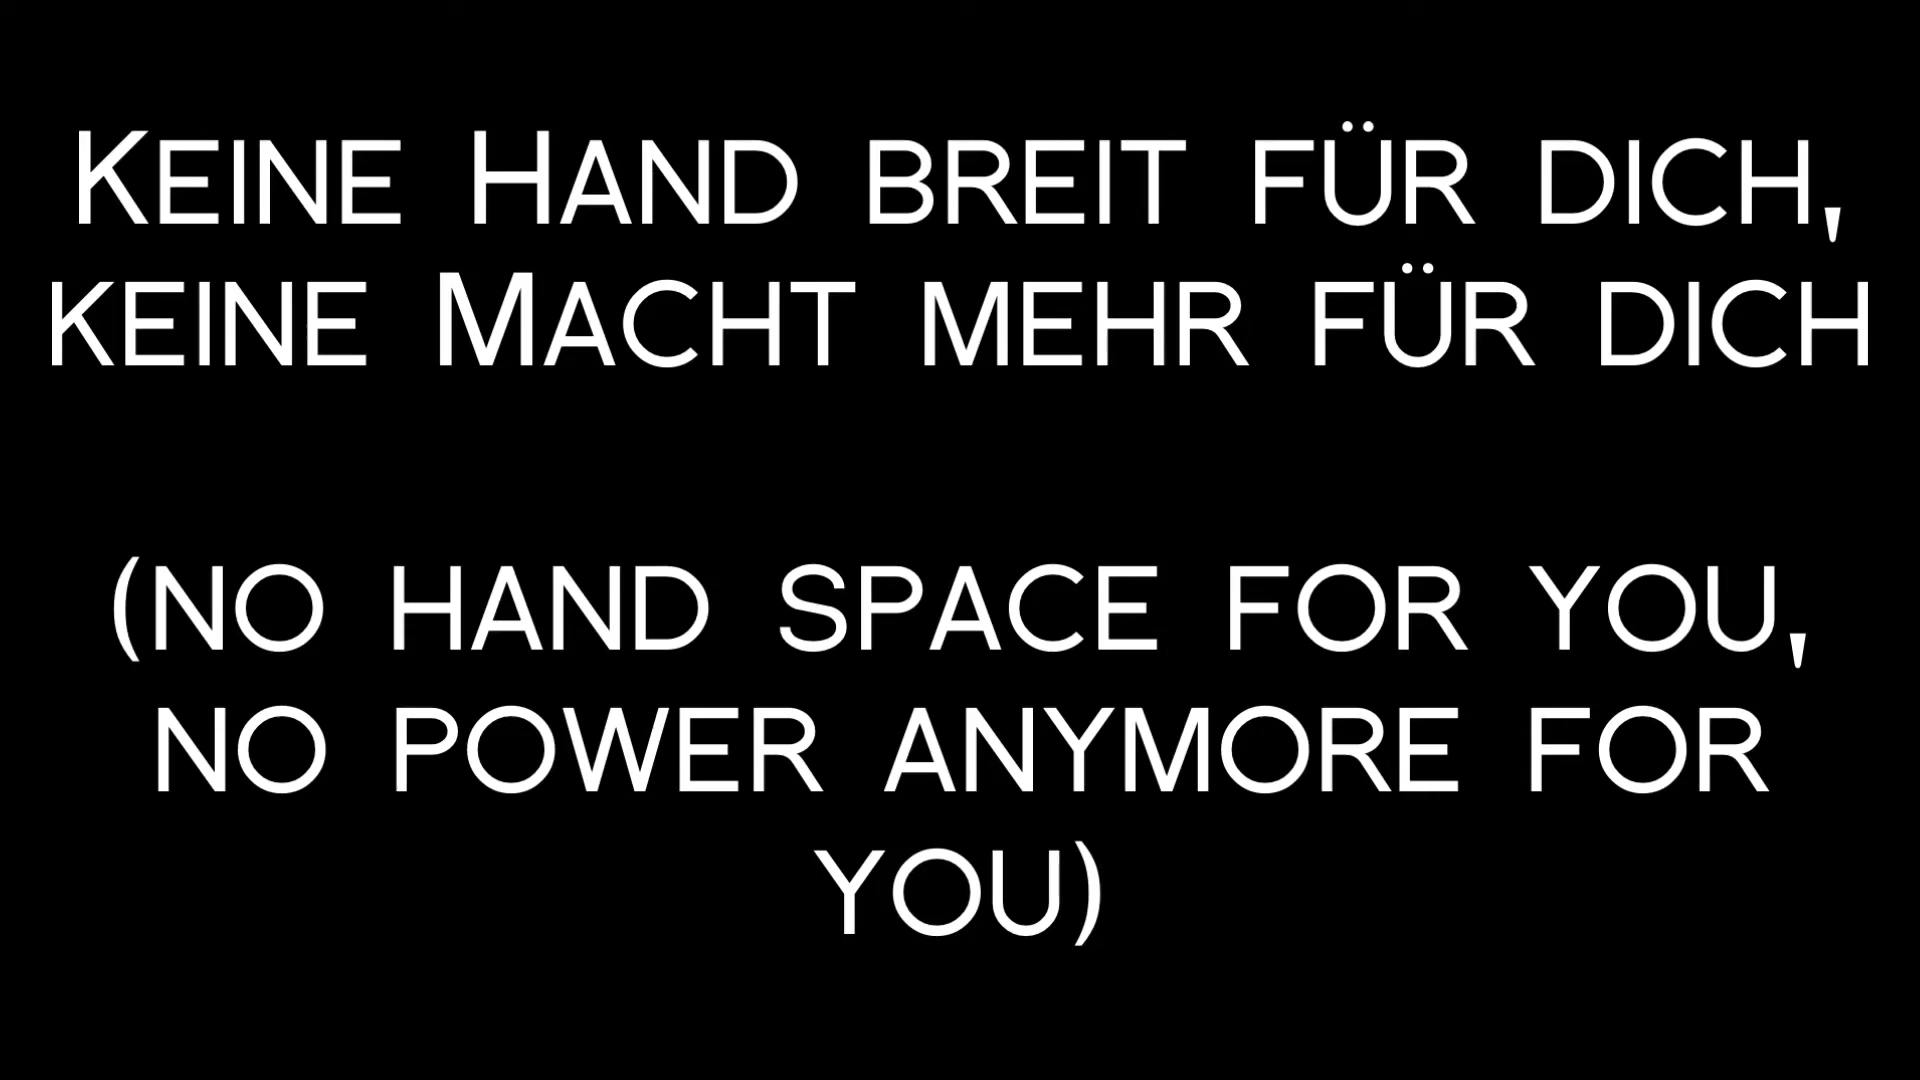 Keine Hand breit für dich,
keine Macht mehr für dich
(no hand space for you,
no power anymore for
you)